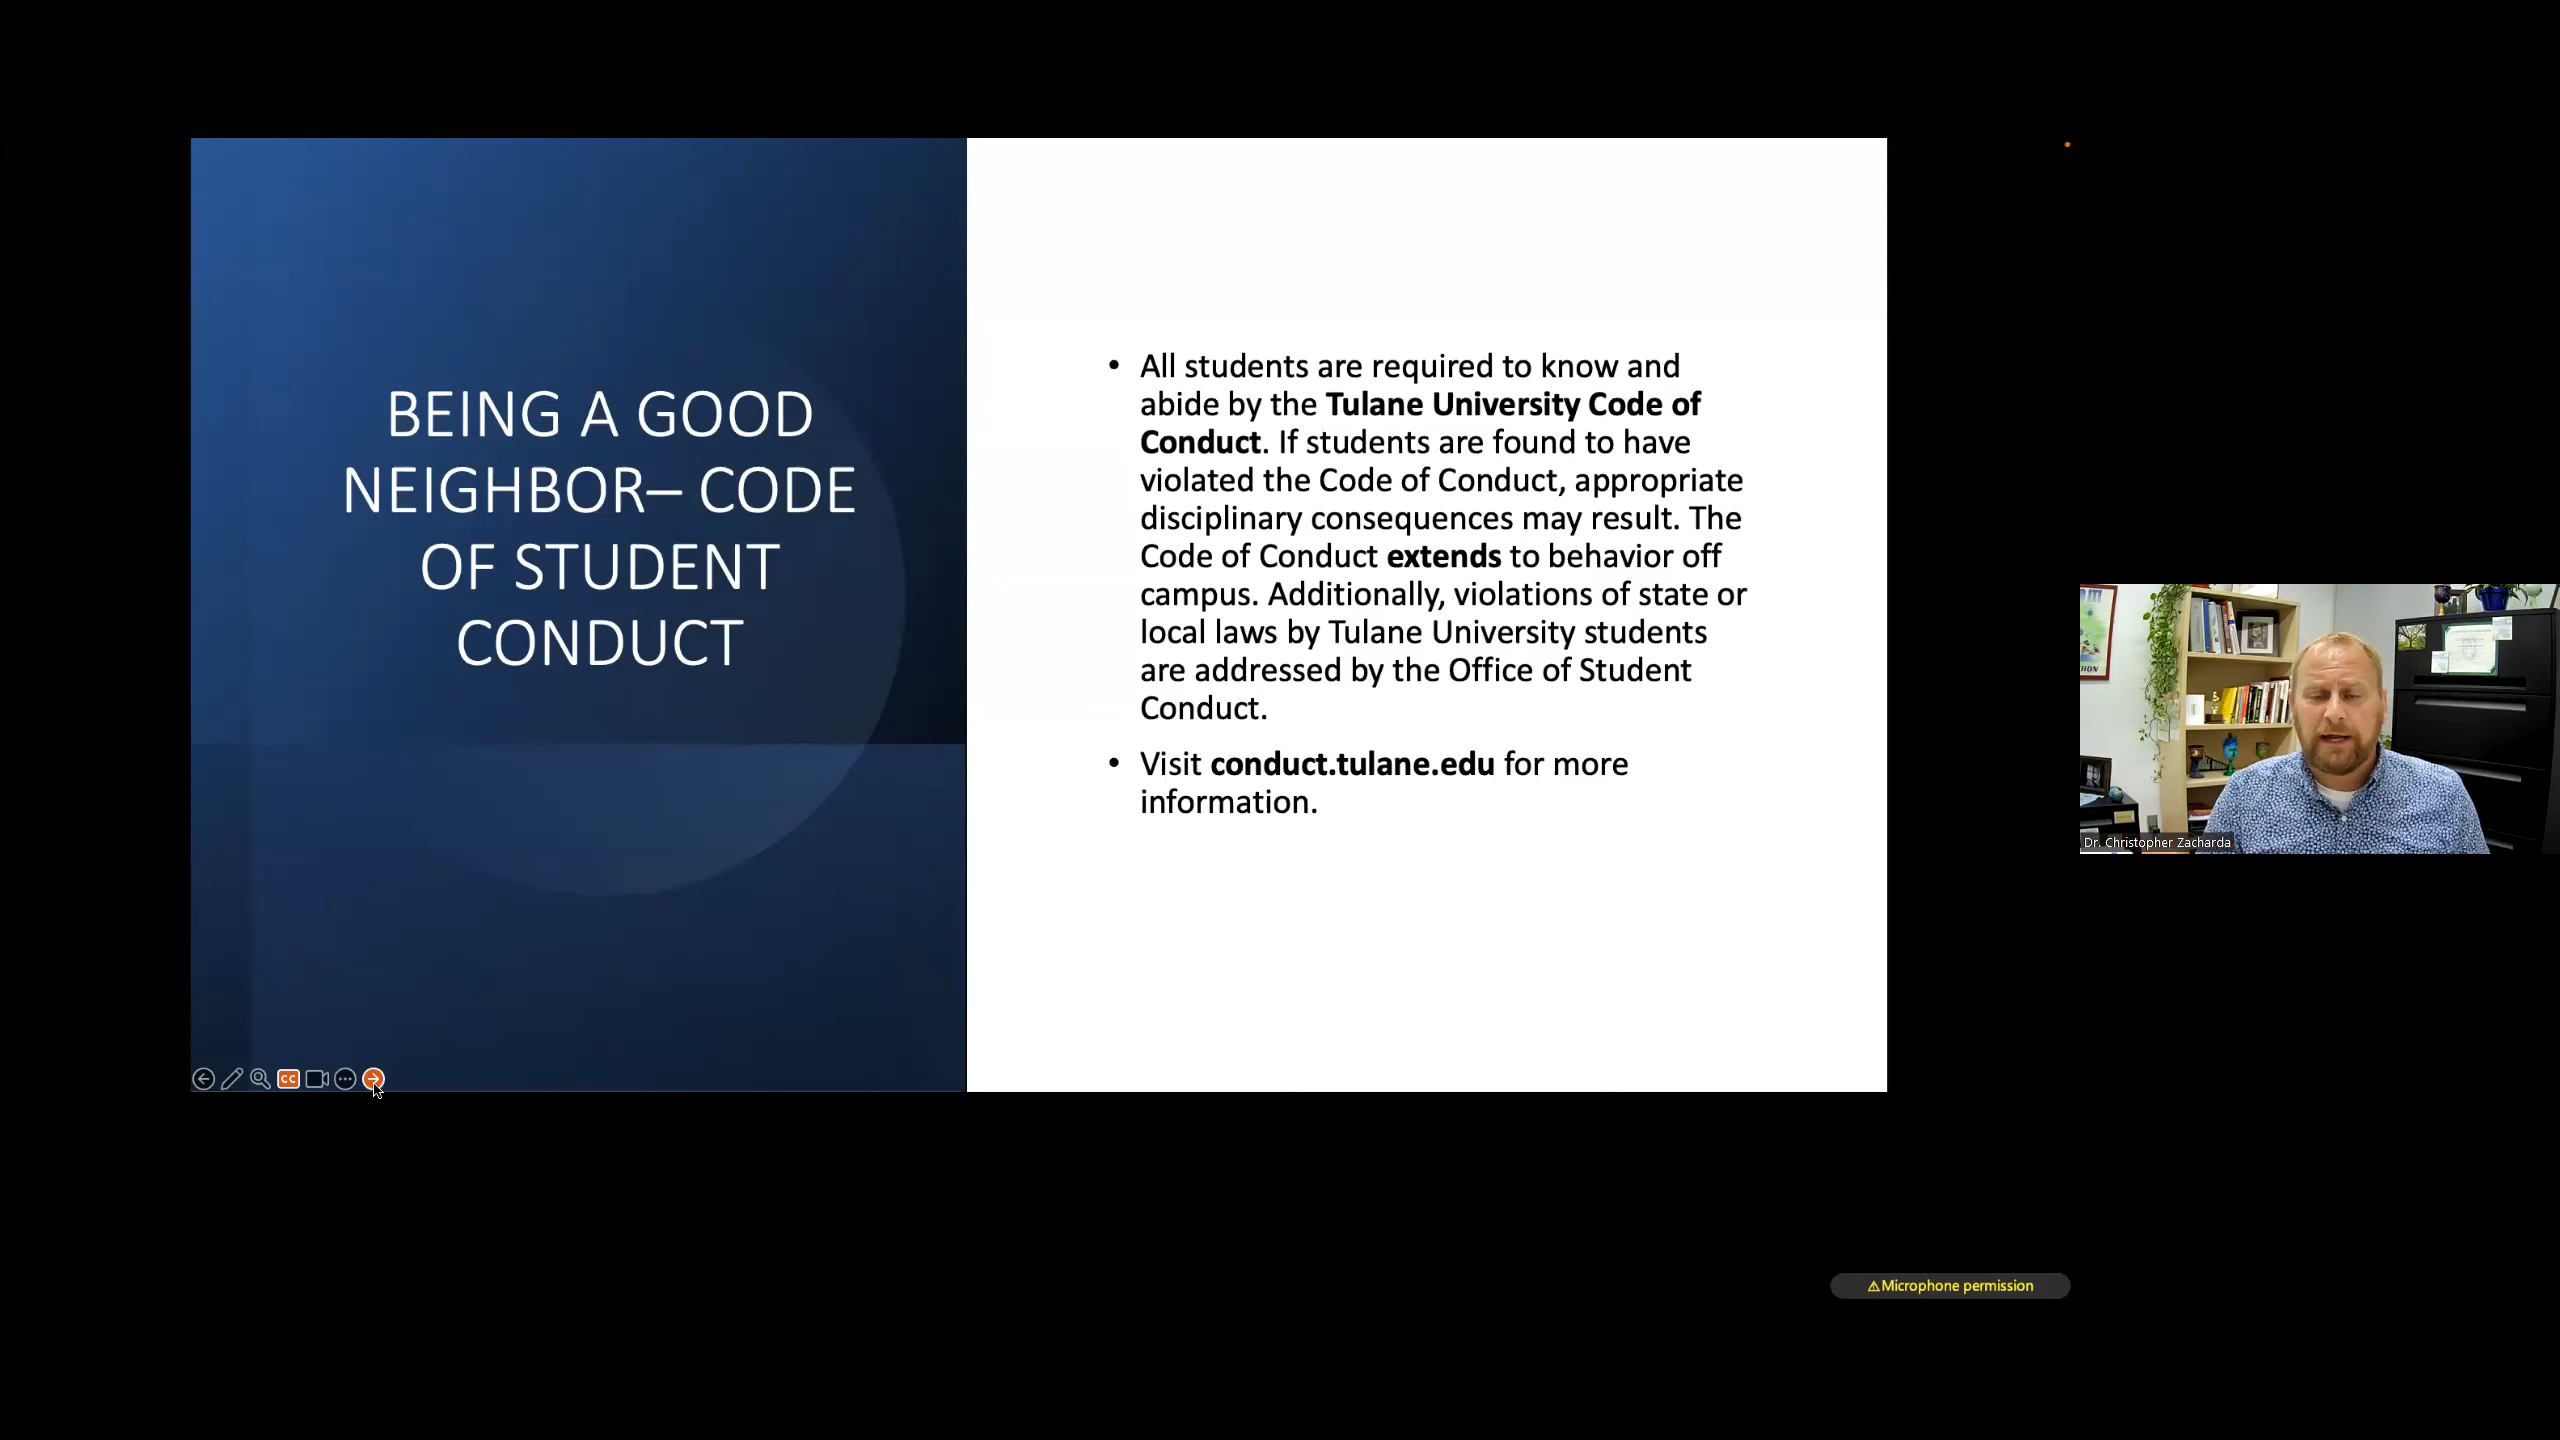 BEING A GOOD
NEIGHBOR– CODE
OF STUDENT
CONDUCT
• All students are required to know and
abide by the Tulane University Code of
Conduct. If students are found to have
violated the Code of Conduct, appropriate
disciplinary consequences may result. The
Code of Conduct extends to behavior off
campus. Additionally, violations of state or
local laws by Tulane University students
are addressed by the Office of Student
Conduct.
• Visit conduct.tulane.edu for more
information.
CC
Dr. Christopher Zacharda
⚠Microphone permission